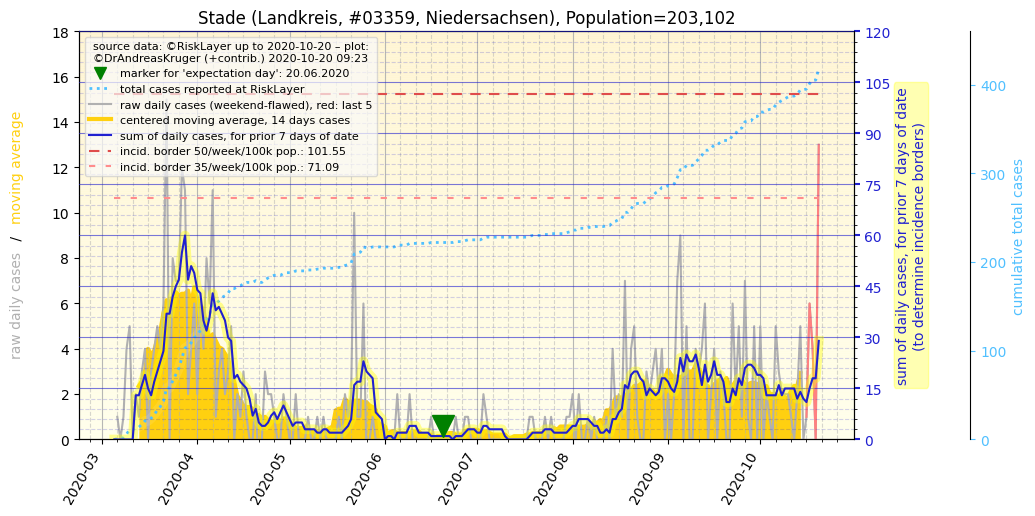 Stade (Landkreis, #03359, Niedersachsen), Population=203,102
source data: ©RiskLayer up to 2020-10-20 – plot:
©DrAndreasKruger (+contrib.) 2020-10-20 09:23
marker for 'expectation day': 20.06.2020
total cases reported at RiskLayer
raw daily cases (weekend-flawed), red: last 5
centered moving average, 14 days cases
sum of daily cases, for prior 7 days of date
incid. border 50/week/100k pop.: 101.55
incid. border 35/week/100k pop.: 71.09
raw daily cases / moving average
18
16
14
12
10
8
6
4
2
0
2020-03
2020-04
2020-05
2020-06
2020-07
2020-08
2020-09
2020-10
120
105
90
75
60
45
30
15
0
sum of daily cases, for prior 7 days of date
(to determine incidence borders)
400
300
200
100
0
cumulative total cases